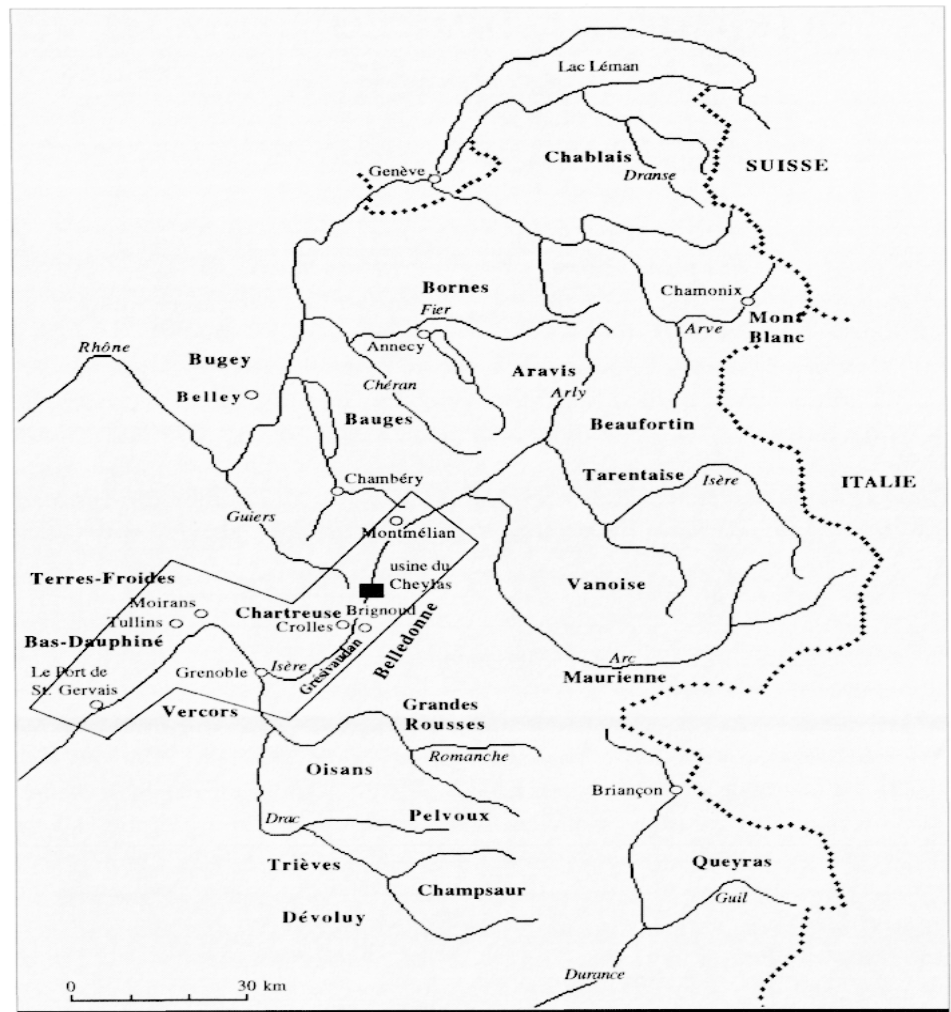 Lac Léman
Genève
Chablais
Dranse
SUISSE
Chamonix
Mont
Blanc
Arve
Bornes
Fier
Annecy
Rhône
Bugey
Belley
Chéran
Aravis
Arly
Bauges
Beaufortin
Chambéry
Tarentaise
Isère
ITALIE
Guiers
Montmélian
usine du
Cheylas
Vanoise
Terres-Froides
Moirans
Tullins
Chartreuse
Brignoud
Crolles
Bas-Dauphiné
Belledonne
Grésivaudan
Le Port de
St. Gervais
Grenoble
Isère
Arc
Maurienne
Vercors
Grandes
Rousses
Romanche
Oisans
Briançon
Pelvoux
Drac
Trièves
Queyras
Champsaur
Guil
Dévoluy
Durance
0 30 km